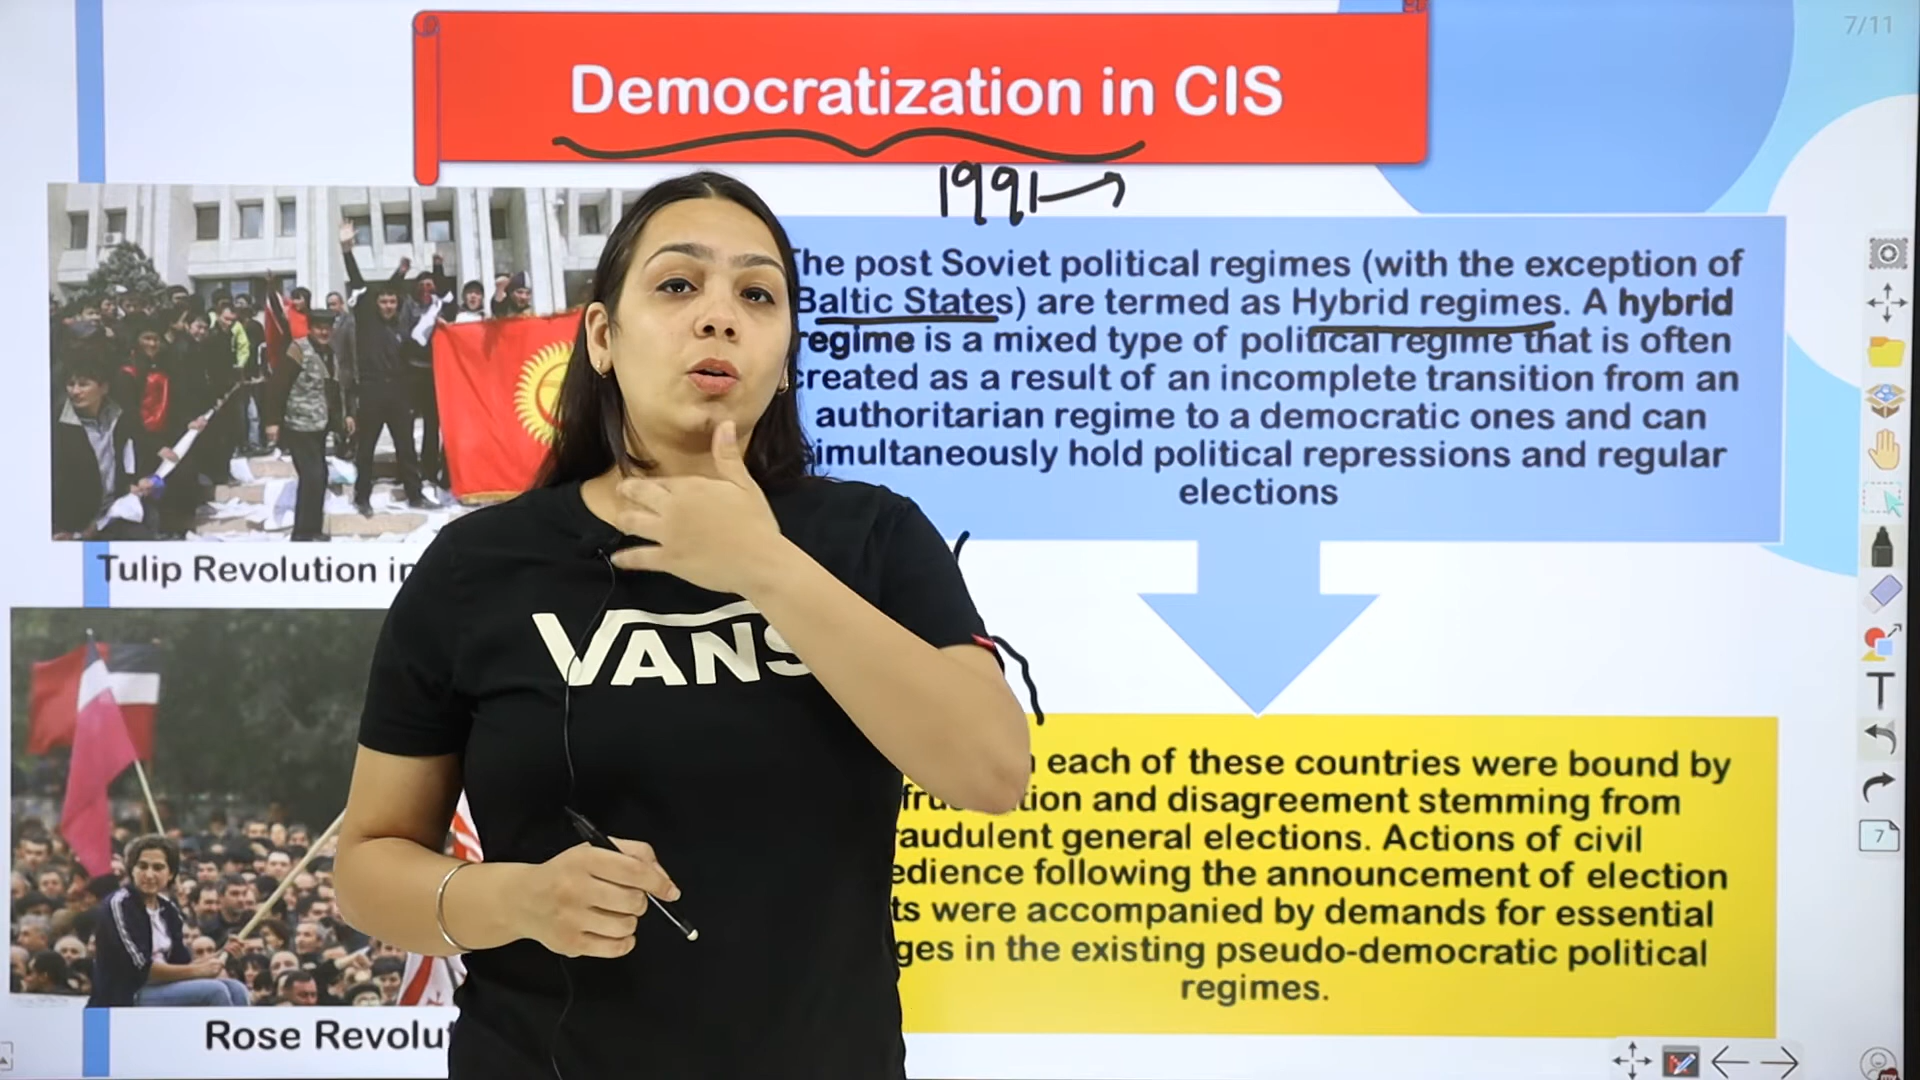 7/11
Democratization in CIS
1991
The post Soviet political regimes (with the exception of
Baltic States) are termed as Hybrid regimes. A hybrid
regime is a mixed type of political regime that is often
created as a result of an incomplete transition from an
authoritarian regime to a democratic ones and can
simultaneously hold political repressions and regular
elections
Tulip Revolution in
VANS
each of these countries were bound by
and disagreement stemming from
fraudulent general elections. Actions of civil
following the announcement of election
were accompanied by demands for essential
in the existing pseudo-democratic political
regimes.
Rose
T
7